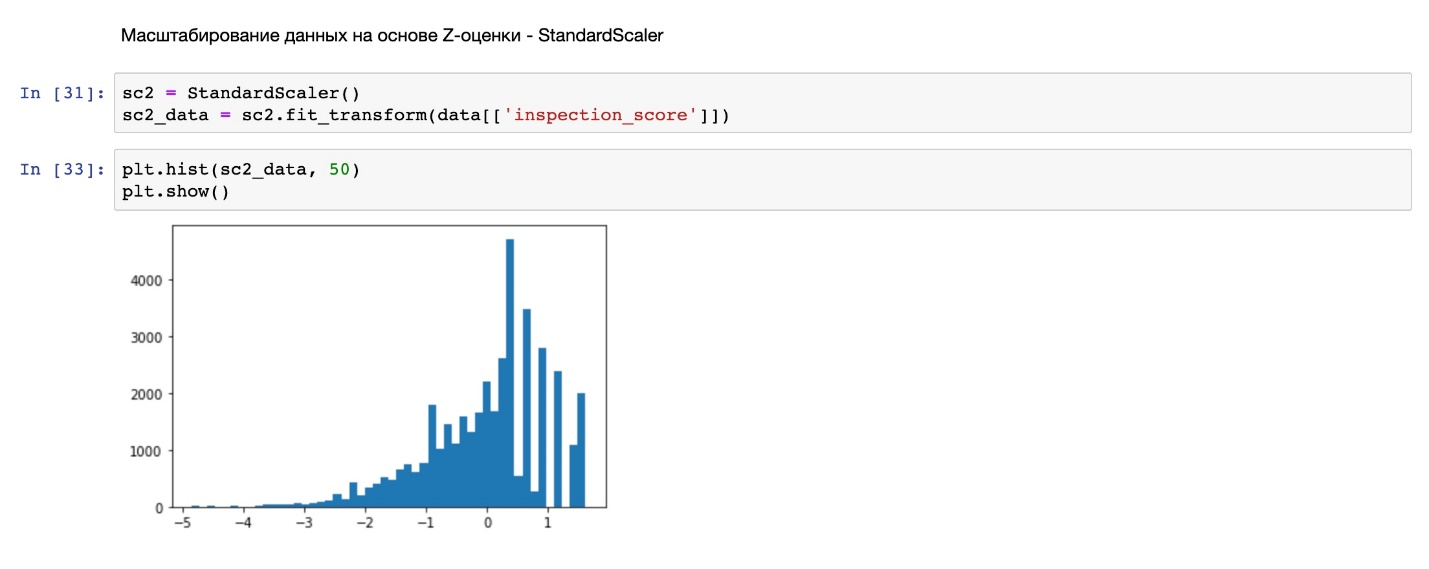 Масштабирование данных на основе Z-оценки - StandardScaler
In [31]: sc2 = StandardScaler()
sc2_data = sc2.fit_transform(data[['inspection_score']])
In [33]: plt.hist(sc2_data, 50)
plt.show()
4000
3000
2000
1000
0
−5 −4 −3 −2 −1 0 1